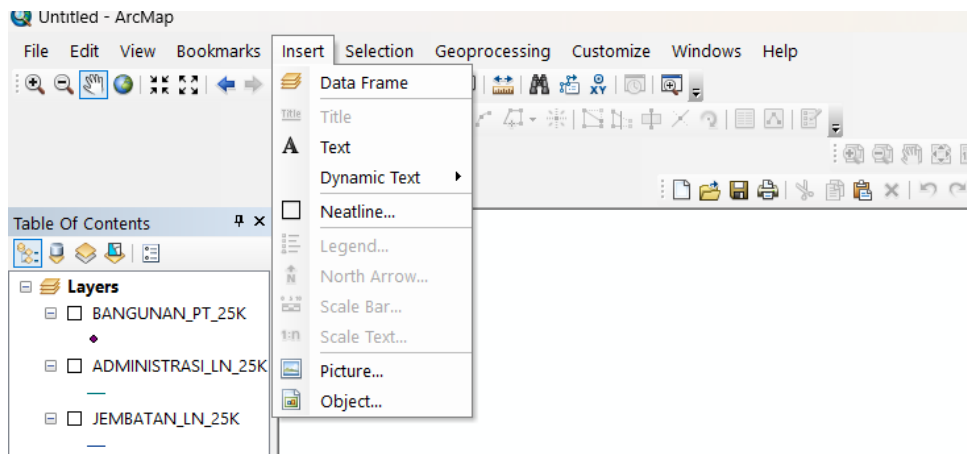 Untitled - ArcMap
File Edit View Bookmarks Insert Selection Geoprocessing Customize Windows Help
XY
Data Frame
Title Title
A Text
Dynamic Text
Neatline...
Legend...
N North Arrow...
Scale Bar...
1:n Scale Text...
Picture...
Object...
Table Of Contents
Layers
BANGUNAN_PT_25K
ADMINISTRASI_LN_25K
JEMBATAN_LN_25K